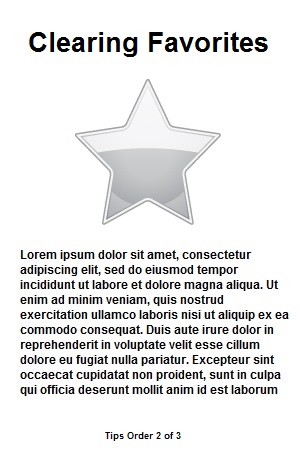 Clearing Favorites
Lorem ipsum dolor sit amet, consectetur
adipiscing elit, sed do eiusmod tempor
incididunt ut labore et dolore magna aliqua. Ut
enim ad minim veniam, quis nostrud
exercitation ullamco laboris nisi ut aliquip ex ea
commodo consequat. Duis aute irure dolor in
reprehenderit in voluptate velit esse cillum
dolore eu fugiat nulla pariatur. Excepteur sint
occaecat cupidatat non proident, sunt in culpa
qui officia deserunt mollit anim id est laborum
Tips Order 2 of 3